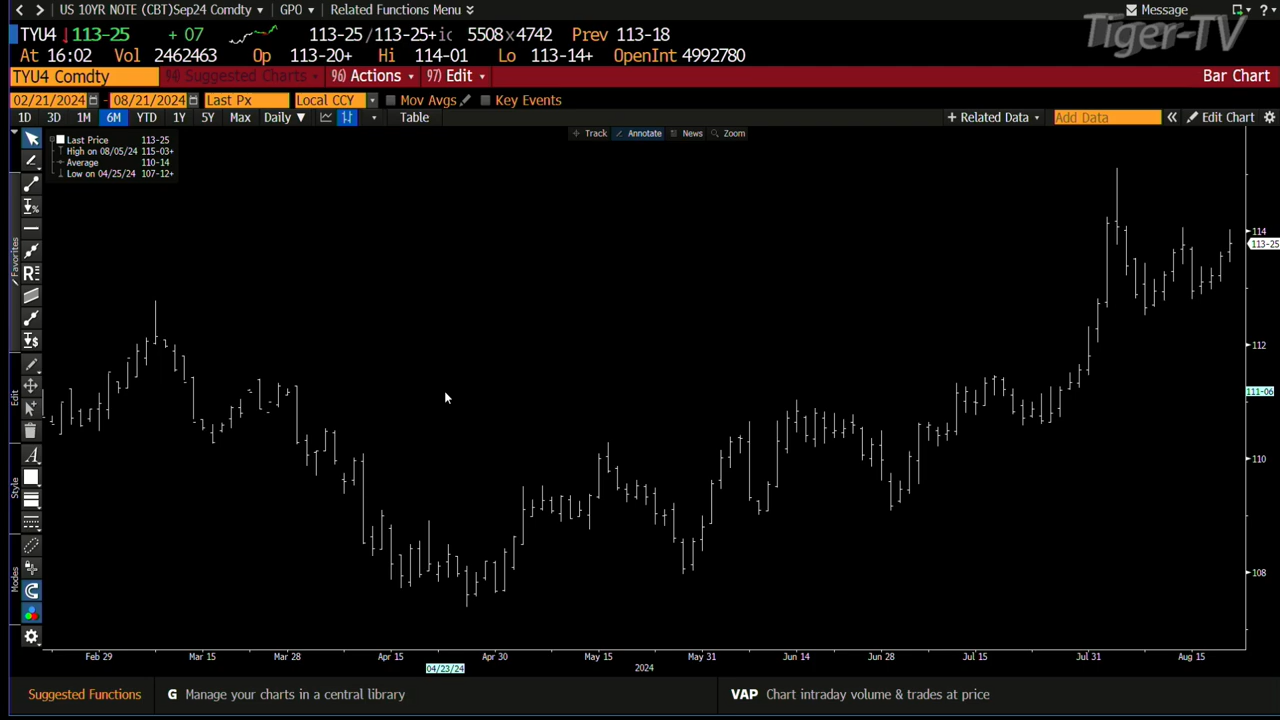 US 10YR NOTE (CBT)Sep24 Comdty GPO Related Functions Menu Message
TYU4 113-25 + 07 113-25/113-25+ic 5508x4742 Prev 113-18
At 16:02 Vol 2462463 Op 113-20+ Hi 114-01 Lo 113-14+ OpenInt 4992780
Tiger-TV
TYU4 Comdty 94) Suggested Charts 96) Actions 97) Edit Bar Chart
02/21/2024 - 08/21/2024 Last Px Local CCY Mov Avgs Key Events
1D 3D 1M 6M YTD 1Y 5Y Max Daily ▼ Table + Related Data Add Data « Edit Chart
Track Annotate News Zoom
Last Price 113-25
High on 08/05/24 115-03+
Average 110-14
Low on 04/25/24 107-12+
Favorites
Edit
Style
Modes
114
113-25
112
111-06
110
108
Feb 29 Mar 15 Mar 28 Apr 15 Apr 30 May 15 May 31 Jun 14 Jun 28 Jul 15 Jul 31 Aug 15
04/23/24 2024
Suggested Functions G Manage your charts in a central library VAP Chart intraday volume & trades at price